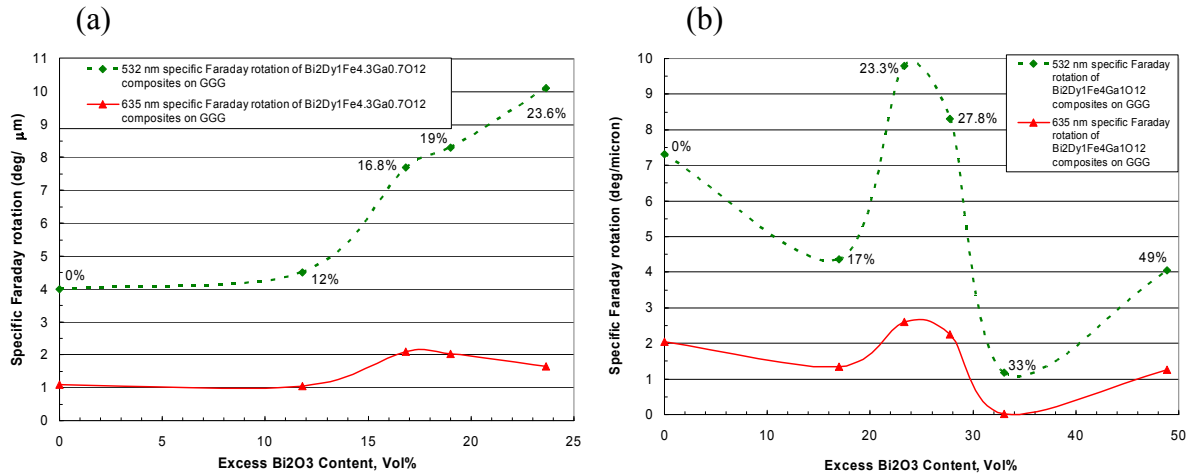 (a)
11
10
9
8
7
6
5
4
3
2
1
0
Specific Faraday rotation (deg/ μm)
532 nm specific Faraday rotation of Bi2Dy1Fe4.3Ga0.7O12
composites on GGG
635 nm specific Faraday rotation of Bi2Dy1Fe4.3Ga0.7O12
composites on GGG
0%
12%
16.8%
19%
23.6%
0 5 10 15 20 25
Excess Bi2O3 Content, Vol%
(b)
10
9
8
7
6
5
4
3
2
1
0
Specific Faraday rotation (deg/micron)
532 nm specific Faraday
rotation of
Bi2Dy1Fe4Ga1O12
composites on GGG
635 nm specific Faraday
rotation of
Bi2Dy1Fe4Ga1O12
composites on GGG
0%
17%
23.3%
27.8%
33%
49%
0 10 20 30 40 50
Excess Bi2O3 Content, Vol%